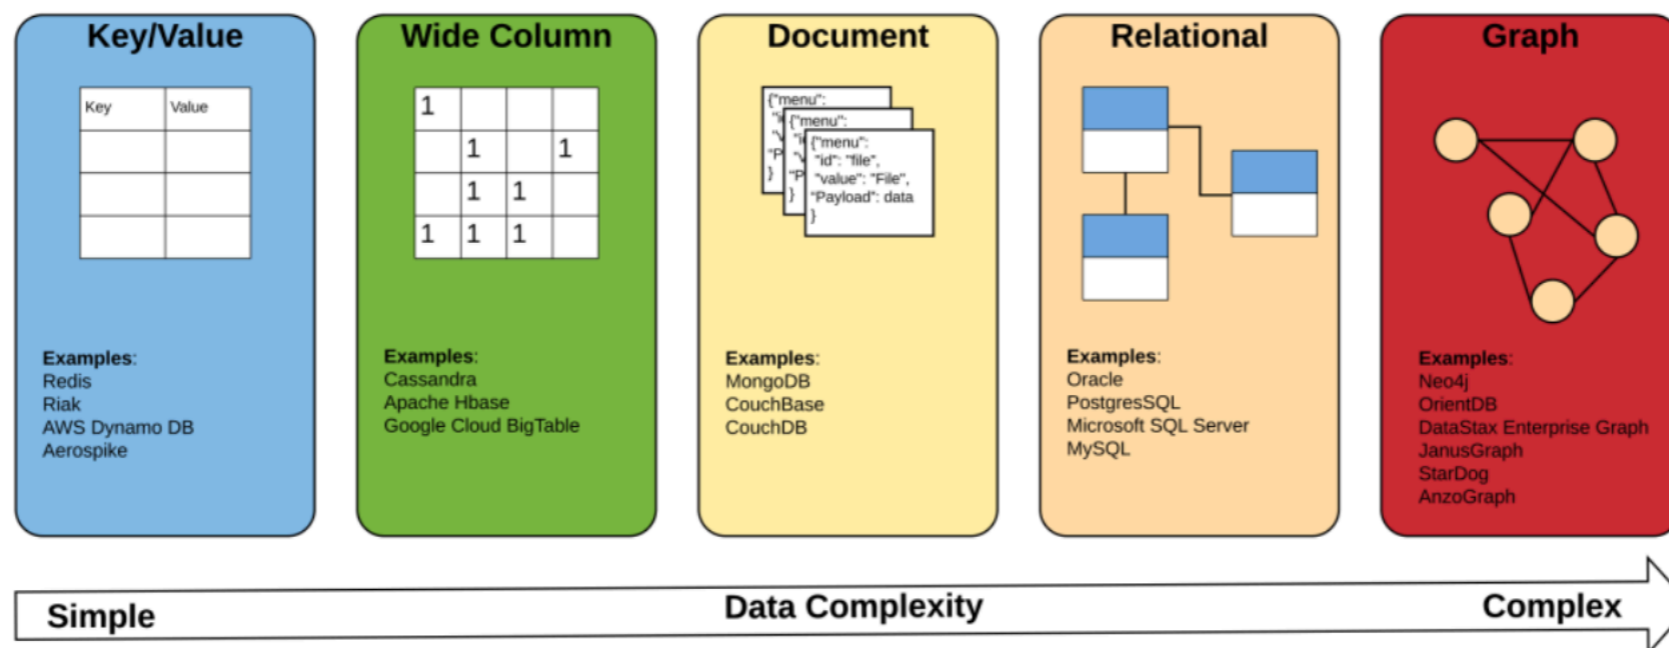 Key/Value
Key Value
Examples:
Redis
Riak
AWS Dynamo DB
Aerospike
Wide Column
1
1 1
1 1
1 1 1
Examples:
Cassandra
Apache Hbase
Google Cloud BigTable
Document
{"menu":
"P
}
{"menu":
"P
}
{"menu":
"id": "file",
"value": "File",
"Payload": data
}
Examples:
MongoDB
CouchBase
CouchDB
Relational
Examples:
Oracle
PostgresSQL
Microsoft SQL Server
MySQL
Graph
Examples:
Neo4j
OrientDB
DataStax Enterprise Graph
JanusGraph
StarDog
AnzoGraph
Simple Data Complexity Complex